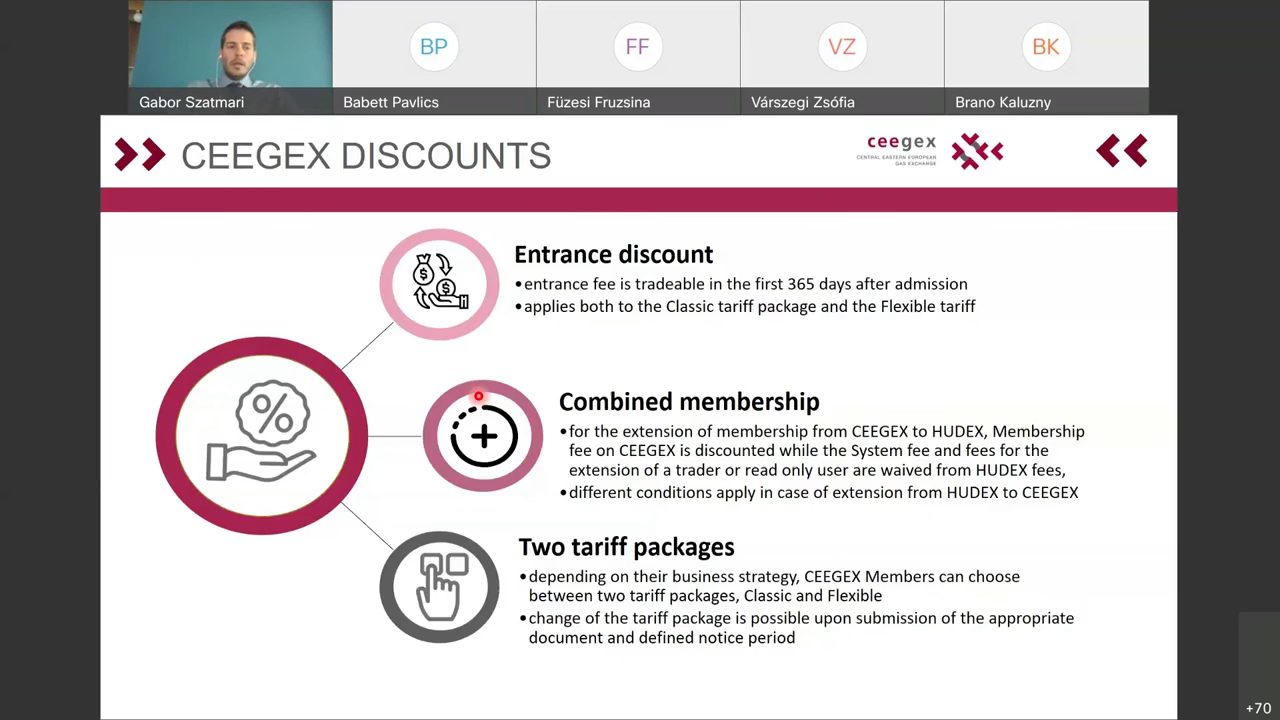 BP
FF
VZ
BK
Gabor Szatmari
Babett Pavlics
Füzesi Fruzsina
Várszegi Zsófia
Brano Kaluzny
CEEGEX DISCOUNTS
ceegex
CENTRAL EASTERN EUROPEAN
GAS EXCHANGE
Entrance discount
•entrance fee is tradeable in the first 365 days after admission
•applies both to the Classic tariff package and the Flexible tariff
Combined membership
•for the extension of membership from CEEGEX to HUDEX, Membership
fee on CEEGEX is discounted while the System fee and fees for the
extension of a trader or read only user are waived from HUDEX fees,
•different conditions apply in case of extension from HUDEX to CEEGEX
Two tariff packages
•depending on their business strategy, CEEGEX Members can choose
between two tariff packages, Classic and Flexible
•change of the tariff package is possible upon submission of the appropriate
document and defined notice period
+70